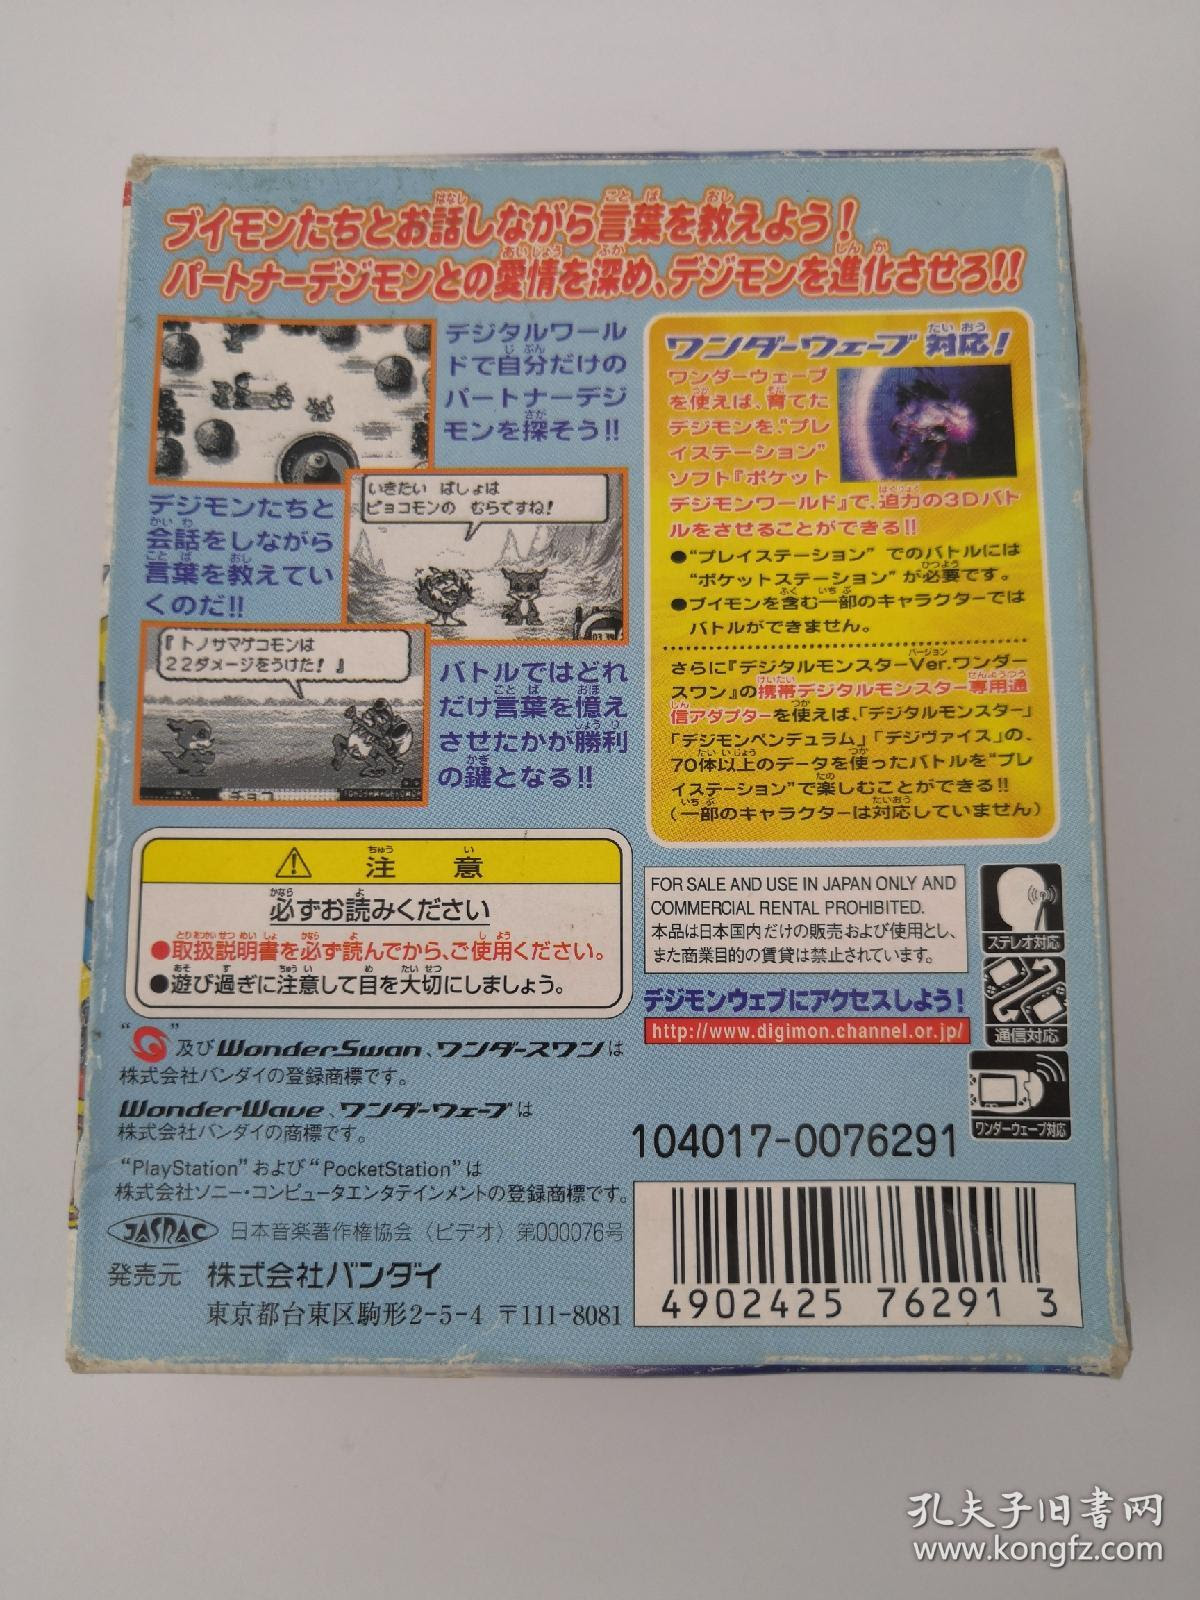 ブイモンたちとお話しながら言葉を教えよう!
パートナーデジモンとの愛情を深め、デジモンを進化させろ!!
デジタルワール
ドで自分だけの
パートナーデジ
モンを探そう!!
いきたい ばしょは
ピョコモンの むらですね!
デジモンたちと
会話をしながら
言葉を教えてい
くのだ!!
『トノサマゲコモンは
22ダメージをうけた! 』
チョコ
バトルではどれ
だけ言葉を憶え
させたかが勝利
の鍵となる!!
ワンダーウェーブ対応!
ワンダーウェーブ
を使えば、育てた
デジモンを、"プレ
イステーション"
ソフト『ポケット
デジモンワールド』で、迫力の3Dバト
ルをさせることができる!!
●"プレイステーション" でのバトルには
"ポケットステーション" が必要です。
●ブイモンを含む一部のキャラクターでは
バトルができません。
さらに『デジタルモンスターVer.ワンダー
スワン』の携帯デジタルモンスター専用通
信アダプターを使えば、「デジタルモンスター」
「デジモンペンデュラム」「デジヴァイス」の、
70体以上のデータを使ったバトルを"プレ
イステーション"で楽しむことができる!!
(一部のキャラクターは対応していません)
⚠ 注 意
必ずお読みください
●取扱説明書を必ず読んでから、ご使用ください。
●遊び過ぎに注意して目を大切にしましょう。
FOR SALE AND USE IN JAPAN ONLY AND
COMMERCIAL RENTAL PROHIBITED.
本品は日本国内だけの販売および使用とし、
また商業目的の賃貸は禁止されています。
デジモンウェブにアクセスしよう!
http://www.digimon.channel.or.jp/
ステレオ対応
通信対応
ワンダーウェーブ対応
" "及びWonderSwan、ワンダースワンは
株式会社バンダイの登録商標です。
WonderWave、ワンダーウェーブは
株式会社バンダイの商標です。
"PlayStation"および"PocketStation"は
株式会社ソニー・コンピュータエンタテインメントの登録商標です。
JASRAC 日本音楽著作権協会〈ビデオ〉第000076号
発売元 株式会社バンダイ
東京都台東区駒形2-5-4 〒111-8081
104017-0076291
4902425 76291 3
孔夫子旧书网
www.kongfz.com